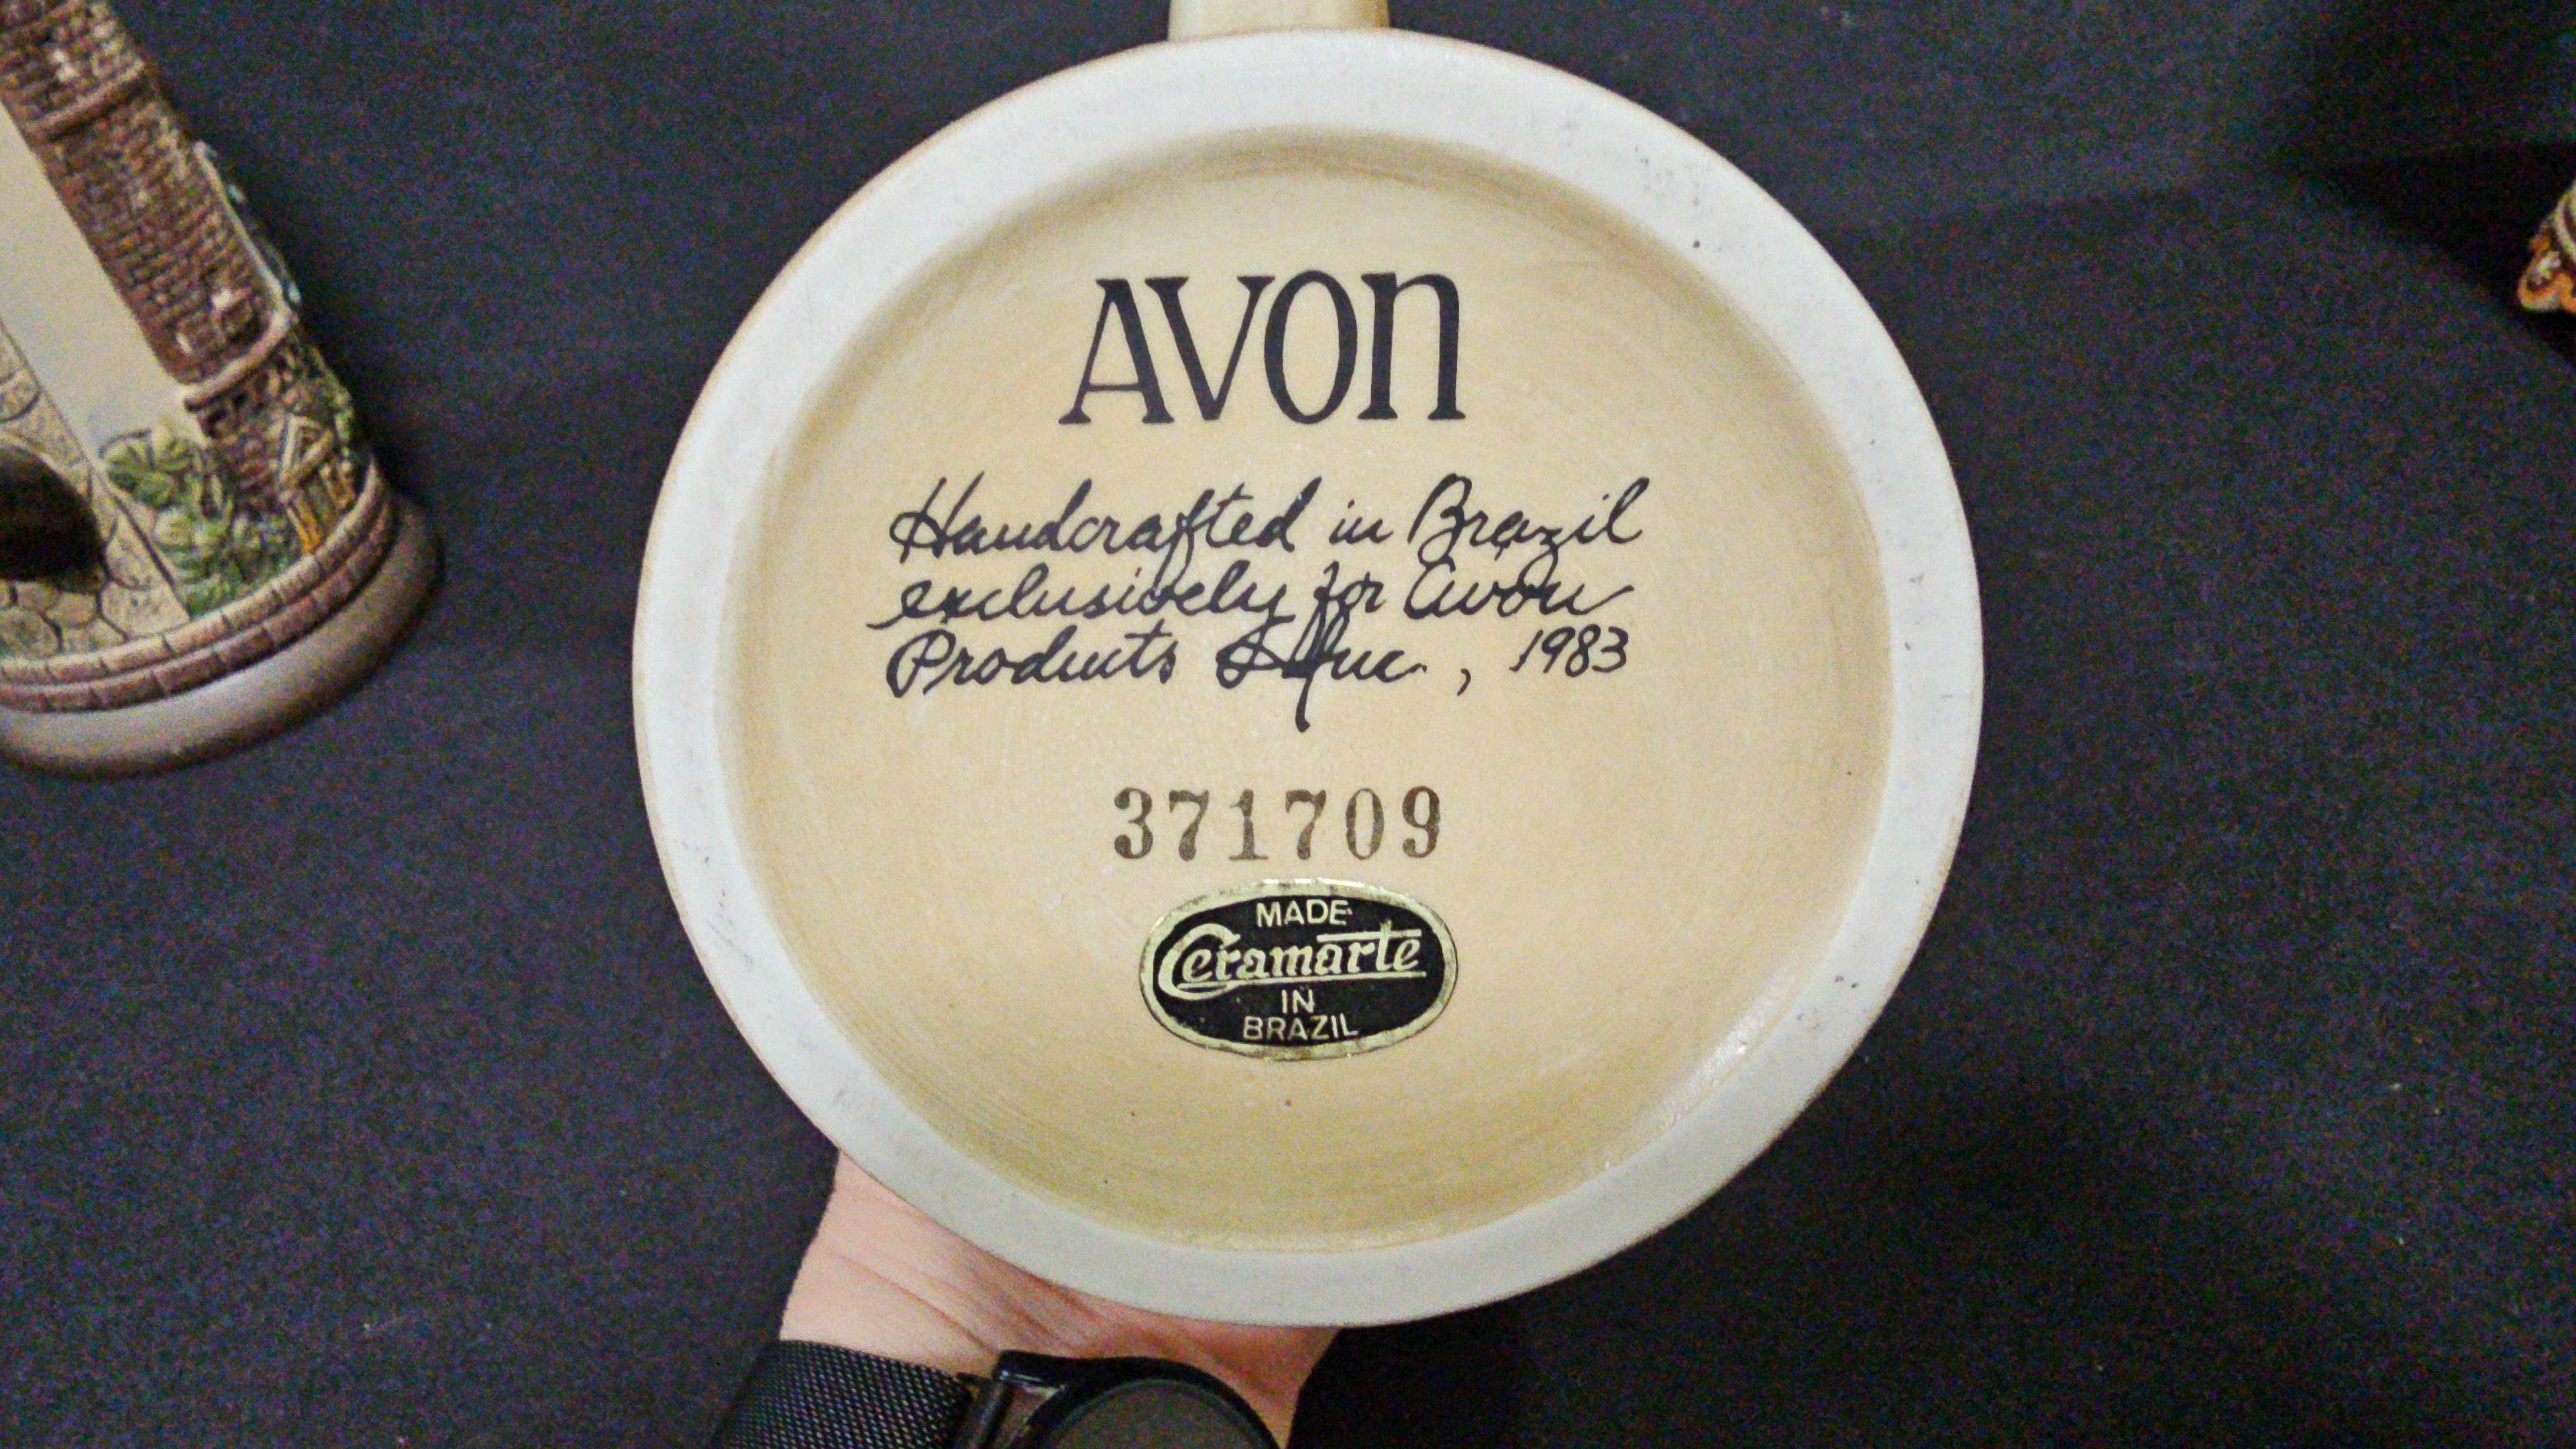 AVON
Handcrafted in Brazil
exclusively for Avon
Products Inc., 1983
371709
MADE
Ceramarte
IN
BRAZIL